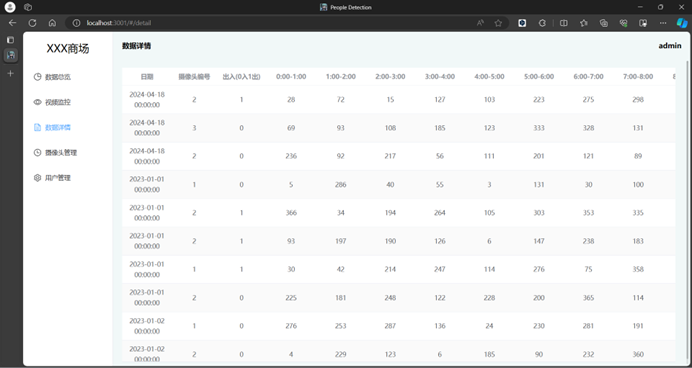 People Detection
localhost:3001/#/detail
XXX商场
数据总览
视频监控
数据详情
摄像头管理
用户管理
数据详情
admin
日期 摄像头编号 出入(0入1出) 0:00-1:00 1:00-2:00 2:00-3:00 3:00-4:00 4:00-5:00 5:00-6:00 6:00-7:00 7:00-8:00
2024-04-18 00:00:00 2 1 28 72 15 127 103 223 275 298
2024-04-18 00:00:00 3 0 69 93 108 185 123 333 328 131
2024-04-18 00:00:00 2 0 236 92 217 56 111 201 121 89
2023-01-01 00:00:00 1 0 5 286 40 55 3 131 30 100
2023-01-01 00:00:00 2 1 366 34 194 264 105 303 353 335
2023-01-01 00:00:00 2 1 93 197 190 126 6 147 238 183
2023-01-01 00:00:00 1 1 30 42 214 247 114 276 75 358
2023-01-01 00:00:00 2 0 225 181 248 122 228 200 365 114
2023-01-02 00:00:00 1 0 276 253 287 136 24 230 281 191
2023-01-02 00:00:00 2 0 4 229 123 6 185 90 232 360